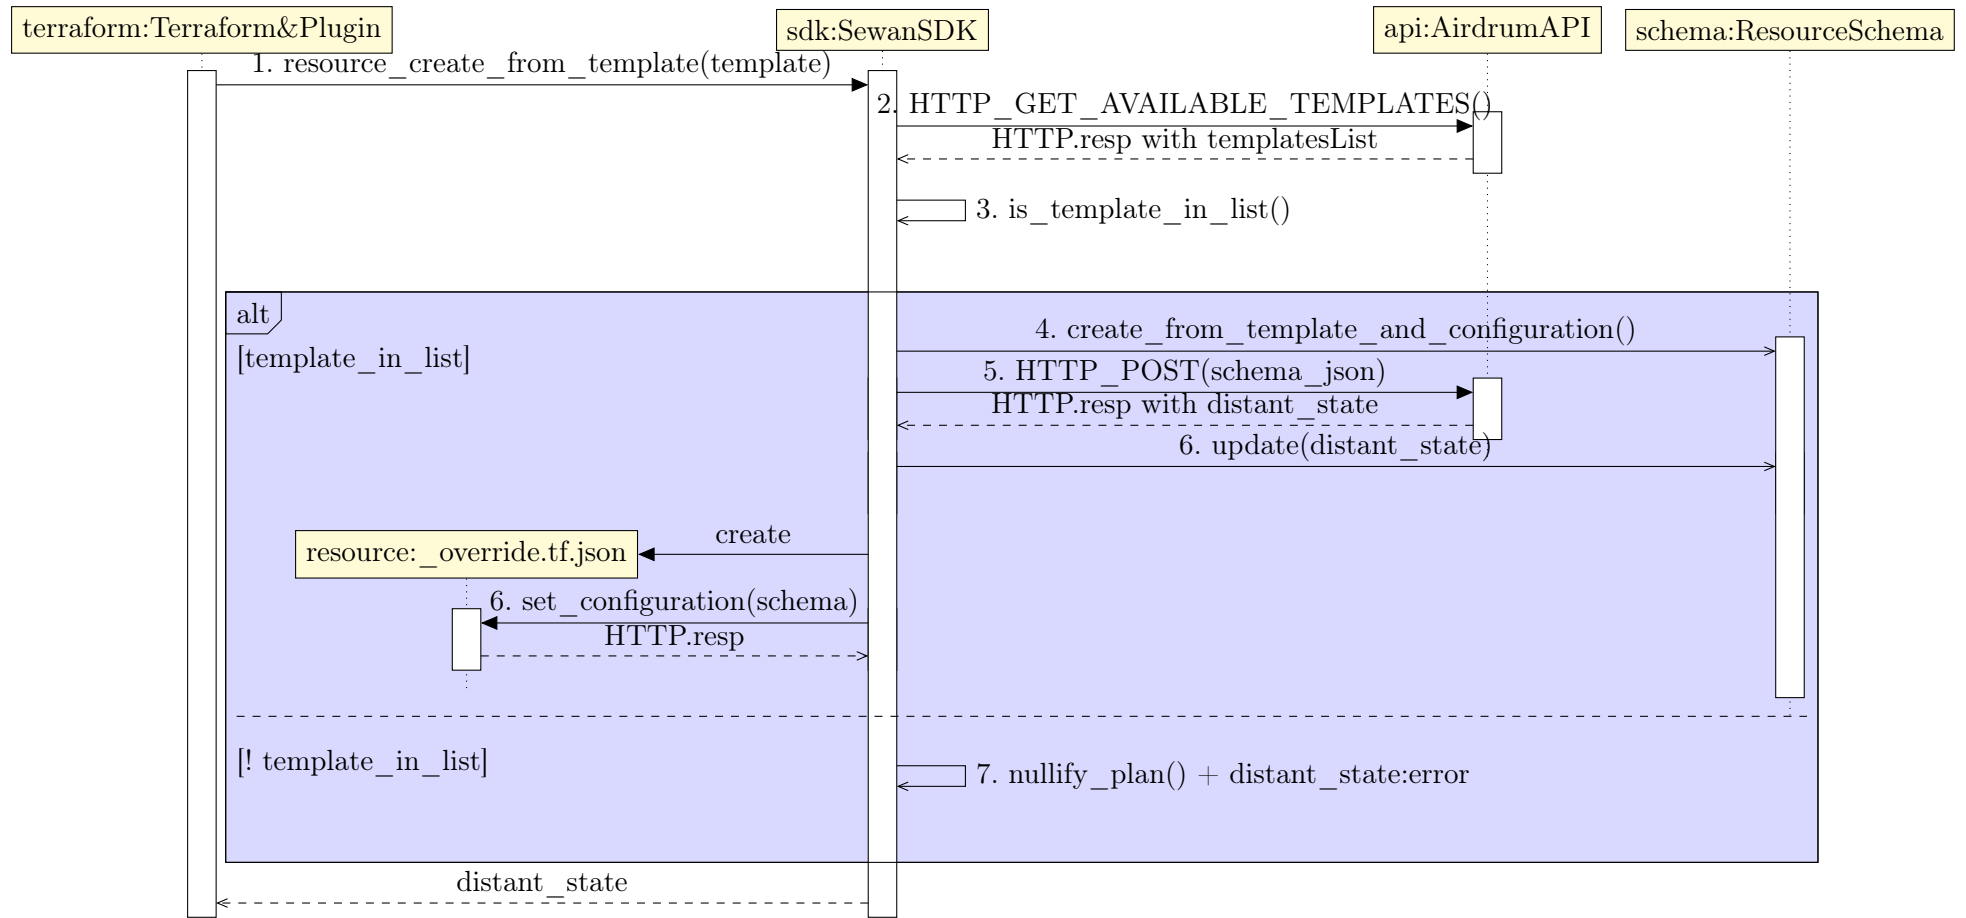 terraform:Terraform&Plugin
sdk:SewanSDK
api:AirdrumAPI
schema:ResourceSchema
1. resource_create_from_template(template)
2. HTTP_GET_AVAILABLE_TEMPLATES()
HTTP.resp with templatesList
3. is_template_in_list()
alt
[template_in_list]
4. create_from_template_and_configuration()
5. HTTP_POST(schema_json)
HTTP.resp with distant_state
6. update(distant_state)
create
resource:_override.tf.json
6. set_configuration(schema)
HTTP.resp
[! template_in_list]
7. nullify_plan() + distant_state:error
distant_state